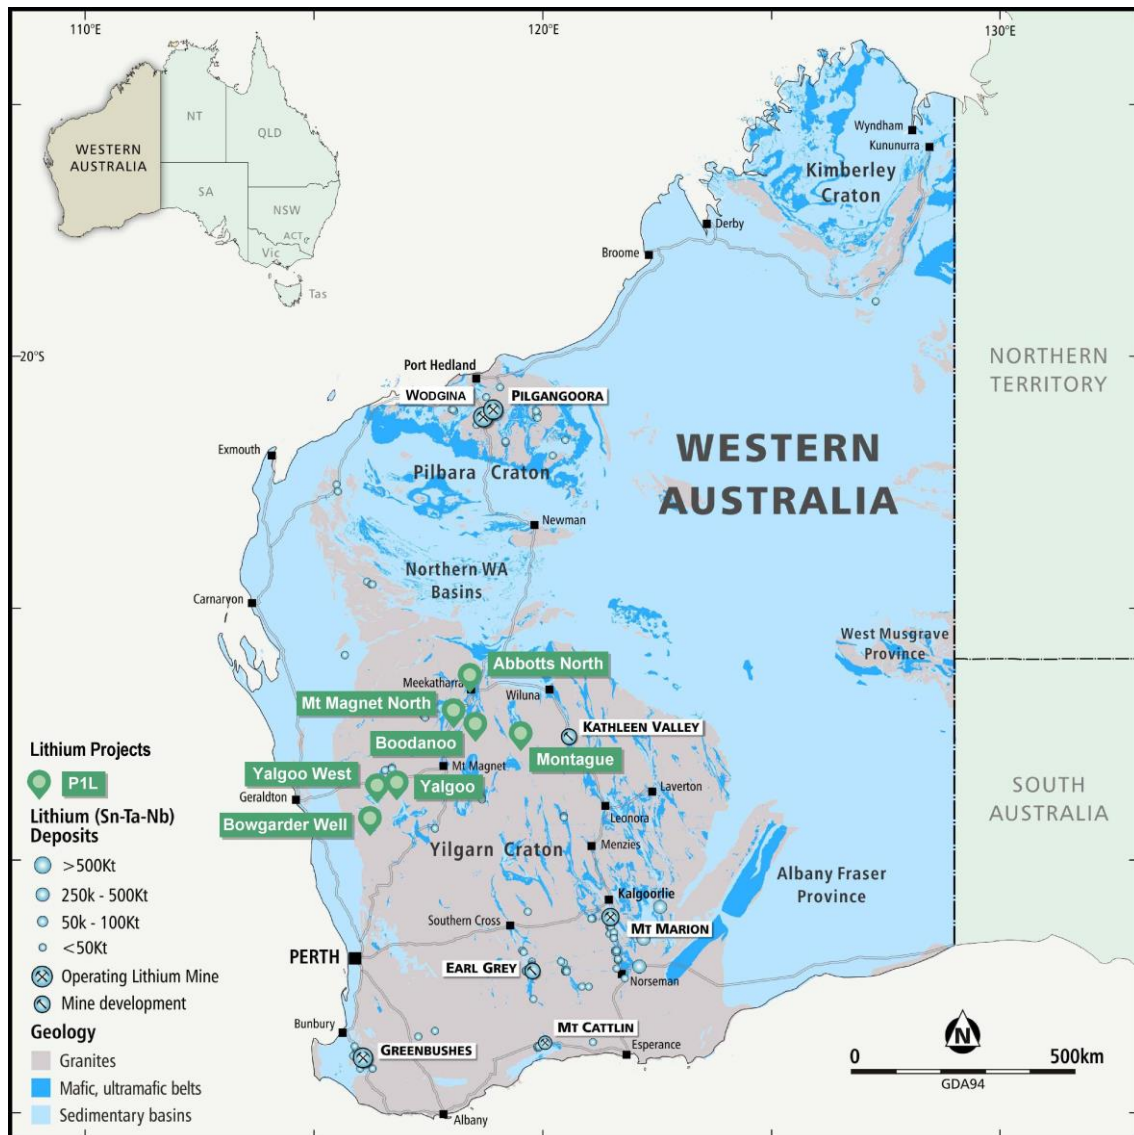 110°E
120°E
130°E
20°S
WESTERN
AUSTRALIA
NT
QLD
SA
NSW
ACT
Vic
Tas
Wyndham
Kununurra
Kimberley
Craton
Derby
Broome
NORTHERN
TERRITORY
Port Hedland
WODGINA
PILGANGOORA
WESTERN
AUSTRALIA
Exmouth
Pilbara Craton
Newman
Northern WA
Basins
Carnarvon
West Musgrave
Province
Abbotts North
Meekatharra
Wiluna
Mt Magnet North
KATHLEEN VALLEY
Boodanoo
Montague
Mt Magnet
Yalgoo West
Yalgoo
Geraldton
Laverton
Leonora
SOUTH
AUSTRALIA
Bowgarder Well
Yilgarn Craton
Menzies
Albany Fraser
Province
Kalgoorlie
Southern Cross
MT MARION
PERTH
EARL GREY
Norseman
Bunbury
MT CATTLIN
GREENBUSHES
Esperance
Albany
Lithium Projects
P1L
Lithium (Sn-Ta-Nb)
Deposits
>500Kt
250k - 500Kt
50k - 100Kt
<50Kt
Operating Lithium Mine
Mine development
Geology
Granites
Mafic, ultramafic belts
Sedimentary basins
N
0 500km
GDA94